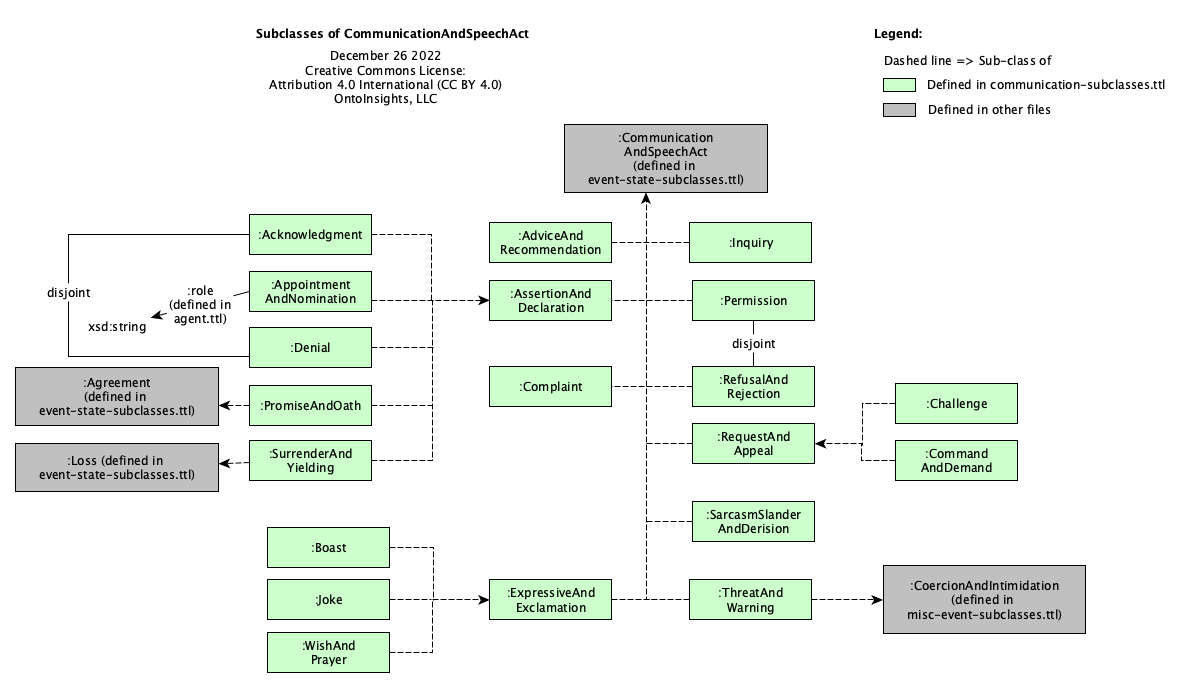 Subclasses of CommunicationAndSpeechAct
December 26 2022
Creative Commons License:
Attribution 4.0 International (CC BY 4.0)
OntoInsights, LLC
Legend:
Dashed line => Sub-class of
Defined in communication-subclasses.ttl
Defined in other files
:Communication
AndSpeechAct
(defined in
event-state-subclasses.ttl)
:Acknowledgment
:AdviceAnd
Recommendation
:Inquiry
disjoint
:role
(defined in
agent.ttl)
xsd:string
:Appointment
AndNomination
:AssertionAnd
Declaration
:Permission
disjoint
:Denial
:Agreement
(defined in
event-state-subclasses.ttl)
:PromiseAndOath
:Complaint
:RefusalAnd
Rejection
:Challenge
:Loss (defined in
event-state-subclasses.ttl)
:SurrenderAnd
Yielding
:RequestAnd
Appeal
:Command
AndDemand
:SarcasmSlander
AndDerision
:Boast
:Joke
:WishAnd
Prayer
:ExpressiveAnd
Exclamation
:ThreatAnd
Warning
:CoercionAndIntimidation
(defined in
misc-event-subclasses.ttl)